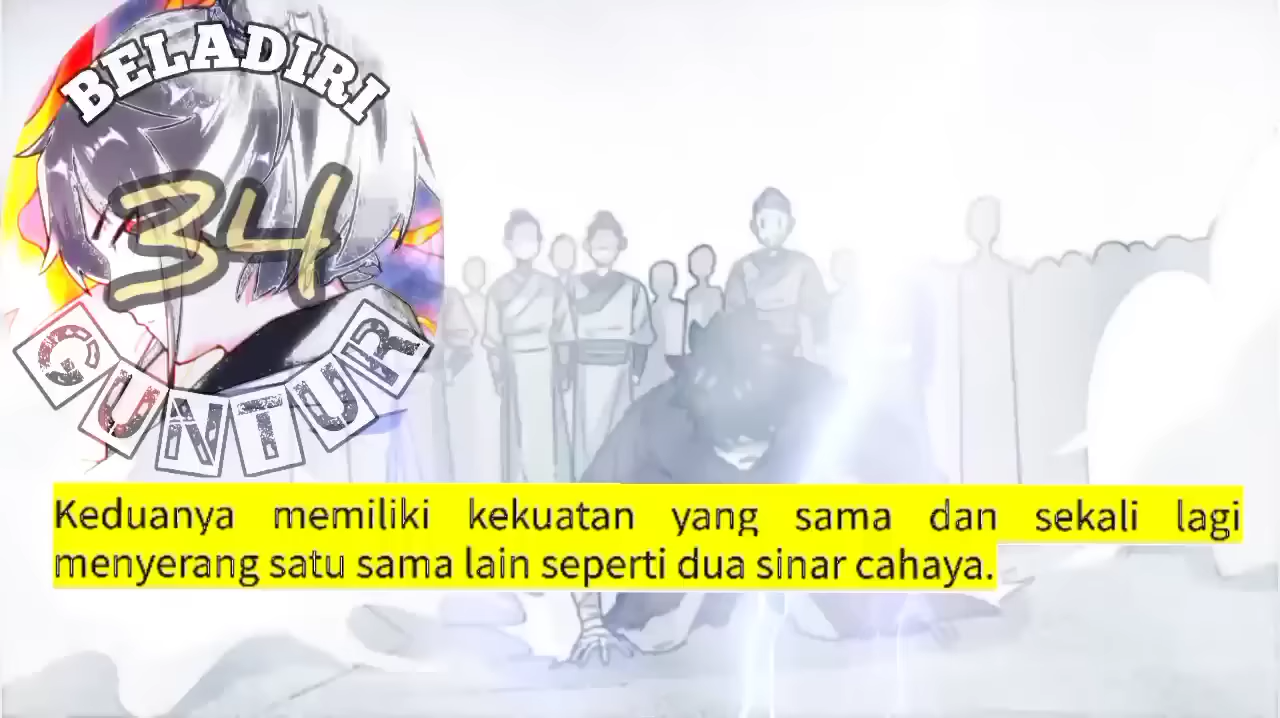 BELADIRI
34
GUNTUR
Keduanya memiliki kekuatan yang sama dan sekali lagi
menyerang satu sama lain seperti dua sinar cahaya.